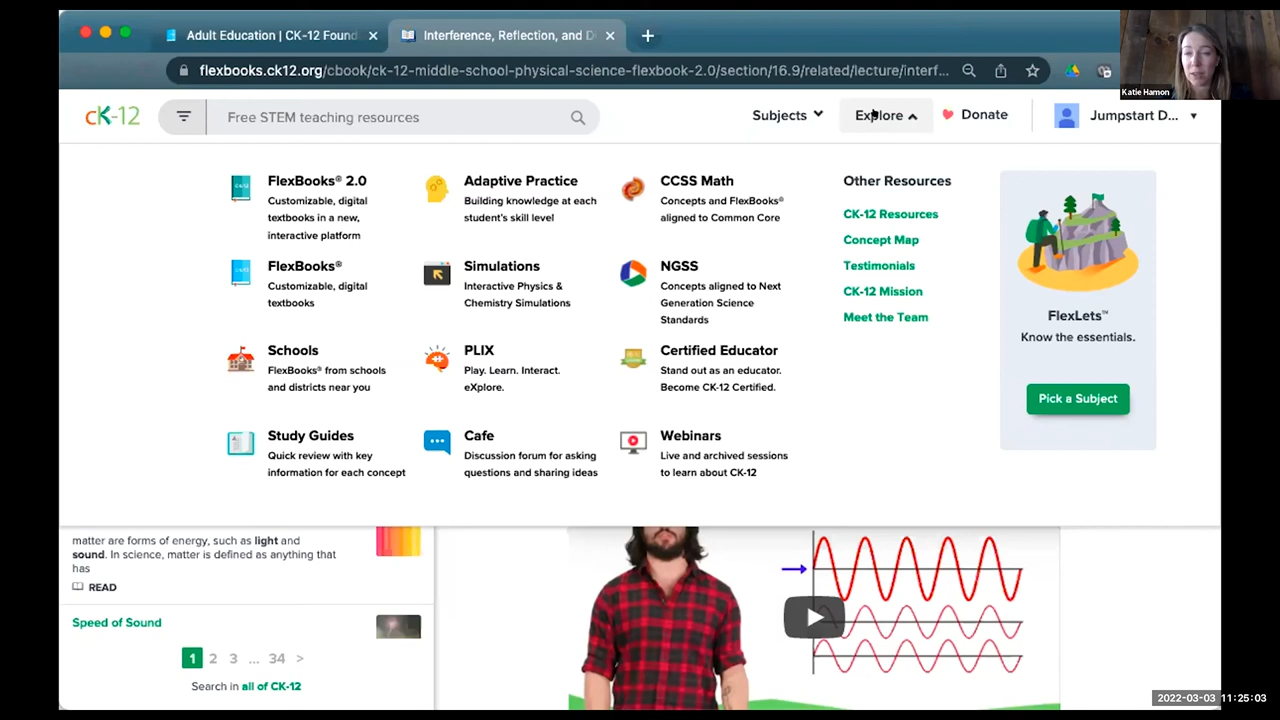 Adult Education | CK-12 Found
Interference, Reflection, and D
flexbooks.ck12.org/cbook/ck-12-middle-school-physical-science-flexbook-2.0/section/16.9/related/lecture/interf...
Katie Hamon
cK-12
Free STEM teaching resources
Subjects
Explore
Donate
Jumpstart D...
FlexBooks® 2.0
Customizable, digital
textbooks in a new,
interactive platform
Adaptive Practice
Building knowledge at each
student's skill level
CCSS Math
Concepts and FlexBooks®
aligned to Common Core
Other Resources
CK-12 Resources
Concept Map
Testimonials
CK-12 Mission
Meet the Team
FlexBooks®
Customizable, digital
textbooks
Simulations
Interactive Physics &
Chemistry Simulations
NGSS
Concepts aligned to Next
Generation Science
Standards
FlexLets™
Know the essentials.
Pick a Subject
Schools
FlexBooks® from schools
and districts near you
PLIX
Play. Learn. Interact.
eXplore.
Certified Educator
Stand out as an educator.
Become CK-12 Certified.
Study Guides
Quick review with key
information for each concept
Cafe
Discussion forum for asking
questions and sharing ideas
Webinars
Live and archived sessions
to learn about CK-12
matter are forms of energy, such as light and
sound. In science, matter is defined as anything that
has
READ
Speed of Sound
1 2 3 ... 34 >
Search in all of CK-12
2022-03-03 11:25:03